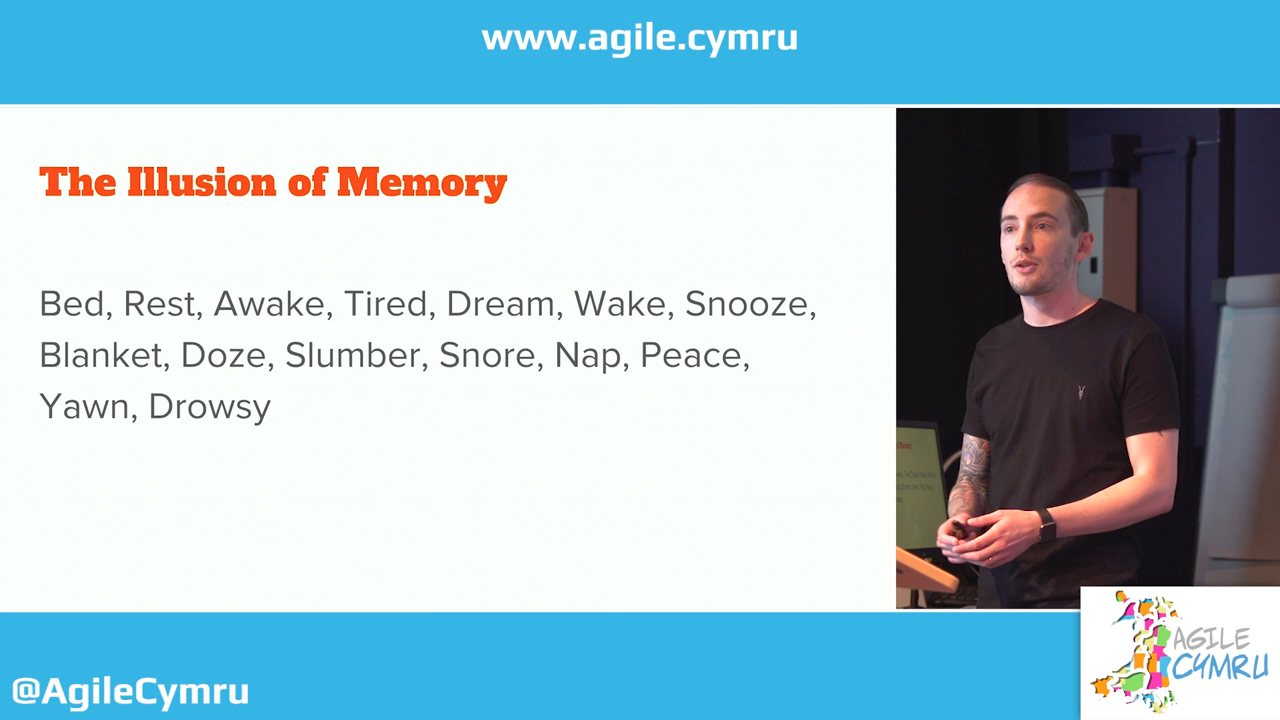 www.agile.cymru
The Illusion of Memory
Bed, Rest, Awake, Tired, Dream, Wake, Snooze,
Blanket, Doze, Slumber, Snore, Nap, Peace,
Yawn, Drowsy
@AgileCymru
AGILE
CYMRU